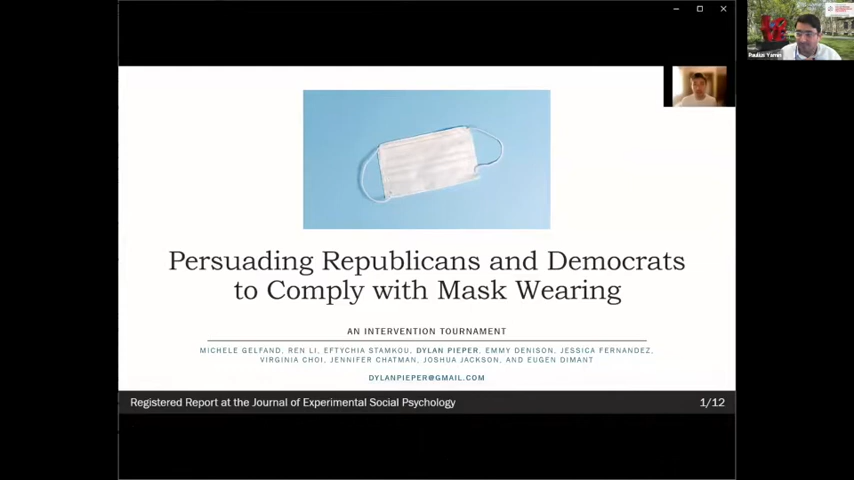 Paulius Yamin
Persuading Republicans and Democrats
to Comply with Mask Wearing
AN INTERVENTION TOURNAMENT
MICHELE GELFAND, REN LI, EFTYCHIA STAMKOU, DYLAN PIEPER, EMMY DENISON, JESSICA FERNANDEZ,
VIRGINIA CHOI, JENNIFER CHATMAN, JOSHUA JACKSON, AND EUGEN DIMANT
DYLANPIEPER@GMAIL.COM
Registered Report at the Journal of Experimental Social Psychology
1/12